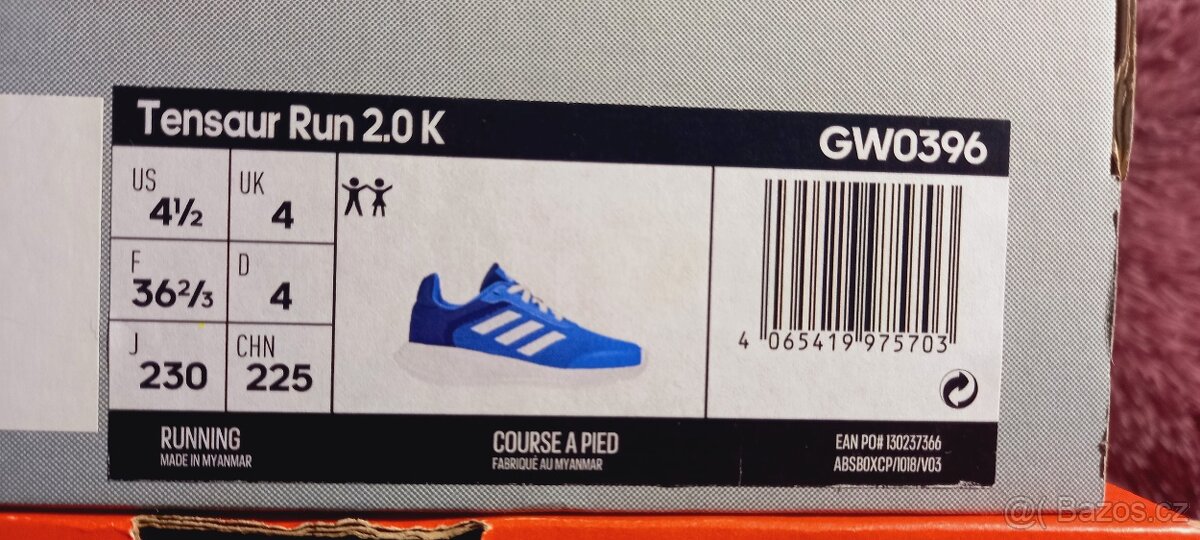 Tensaur Run 2.0 K
GW0396
US
4½
UK
4
F
36⅔
D
4
J
230
CHN
225
4 065419 975703
RUNNING
MADE IN MYANMAR
COURSE A PIED
FABRIQUÉ AU MYANMAR
EAN PO# 130237366
ABSBOXCP/1018/V03
@( Bazos.cz